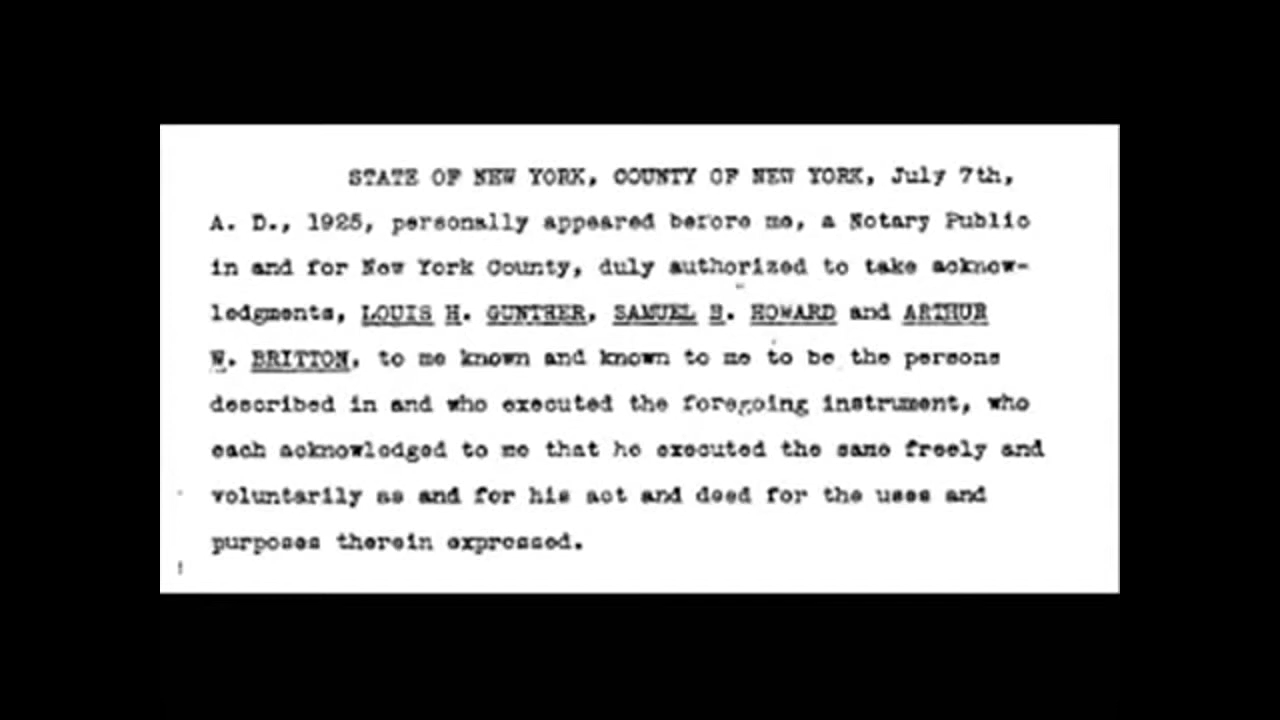 STATE OF NEW YORK, COUNTY OF NEW YORK, July 7th,
A. D., 1925, personally appeared before me, a Notary Public
in and for New York County, duly authorized to take acknow-
ledgments, LOUIS H. GUNTHER, SAMUEL B. HOWARD and ARTHUR
W. BRITTON, to me known and known to me to be the persons
described in and who executed the foregoing instrument, who
each acknowledged to me that he executed the same freely and
voluntarily as and for his act and deed for the uses and
purposes therein expressed.